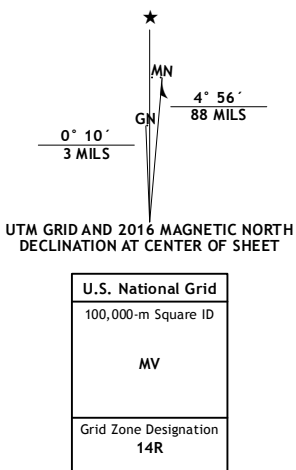 ★
MN
GN
4° 56´
88 MILS
0° 10´
3 MILS
UTM GRID AND 2016 MAGNETIC NORTH
DECLINATION AT CENTER OF SHEET
U.S. National Grid
100,000-m Square ID
MV
Grid Zone Designation
14R